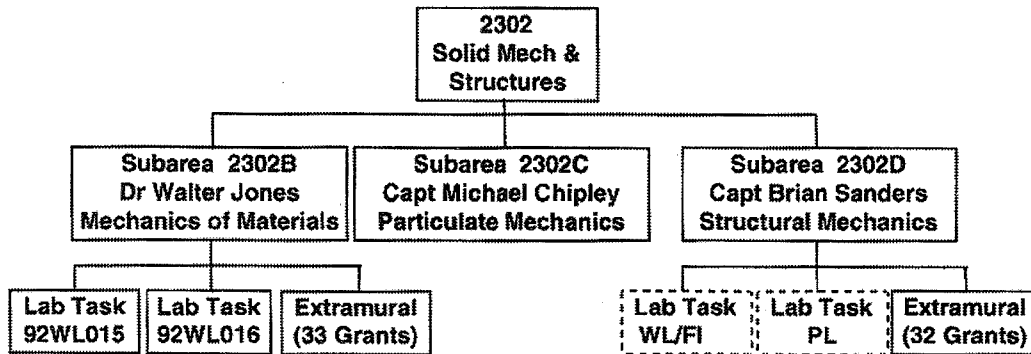 2302
Solid Mech &
Structures
Subarea 2302B
Dr Walter Jones
Mechanics of Materials
Subarea 2302C
Capt Michael Chipley
Particulate Mechanics
Subarea 2302D
Capt Brian Sanders
Structural Mechanics
Lab Task
92WL015
Lab Task
92WL016
Extramural
(33 Grants)
Lab Task
WL/FI
Lab Task
PL
Extramural
(32 Grants)